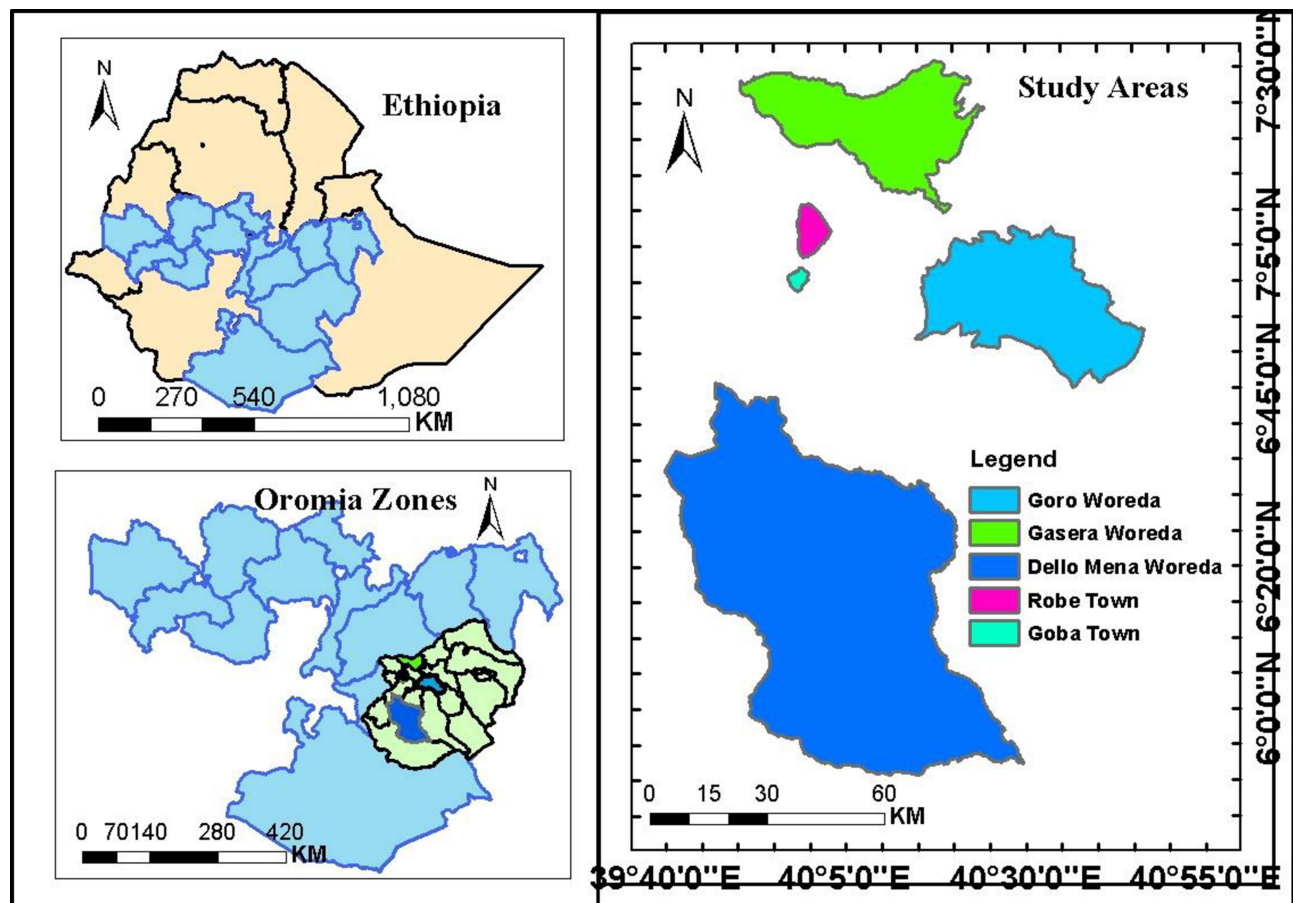 N
Ethiopia
0 270 540 1,080
KM
Oromia Zones
N
0 70 140 280 420
KM
Study Areas
N
Legend
Goro Woreda
Gasera Woreda
Dello Mena Woreda
Robe Town
Goba Town
0 15 30 60
KM
7°30'0"N
7°5'0"N
6°45'0"N
6°20'0"N
6°0'0"N
39°40'0"E 40°5'0"E 40°30'0"E 40°55'0"E